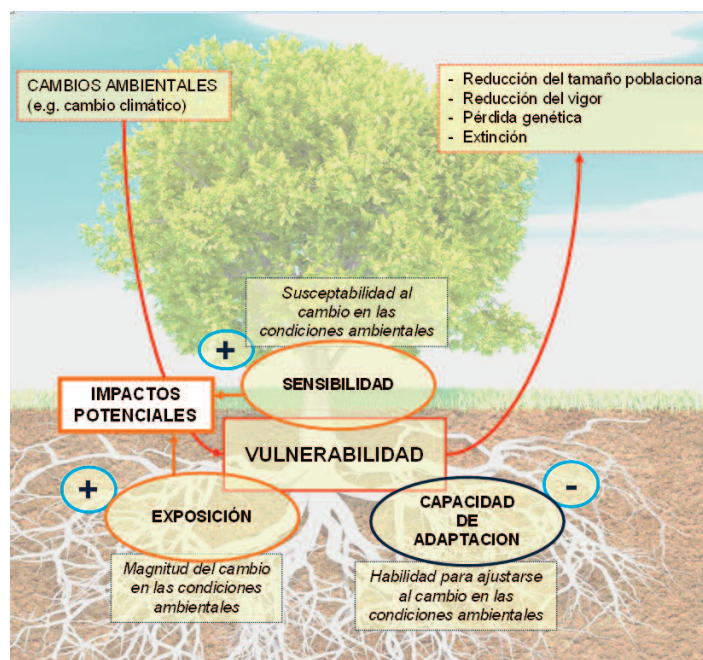 CAMBIOS AMBIENTALES
(e.g. cambio climático)
- Reducción del tamaño poblaciona
- Reducción del vigor
- Pérdida genética
- Extinción
Susceptabilidad al
cambio en las
condiciones ambientales
+
SENSIBILIDAD
IMPACTOS
POTENCIALES
VULNERABILIDAD
+
EXPOSICIÓN
-
CAPACIDAD
DE
ADAPTACION
Magnitud del cambio
en las condiciones
ambientales
Habilidad para ajustarse
al cambio en las
condiciones ambientales